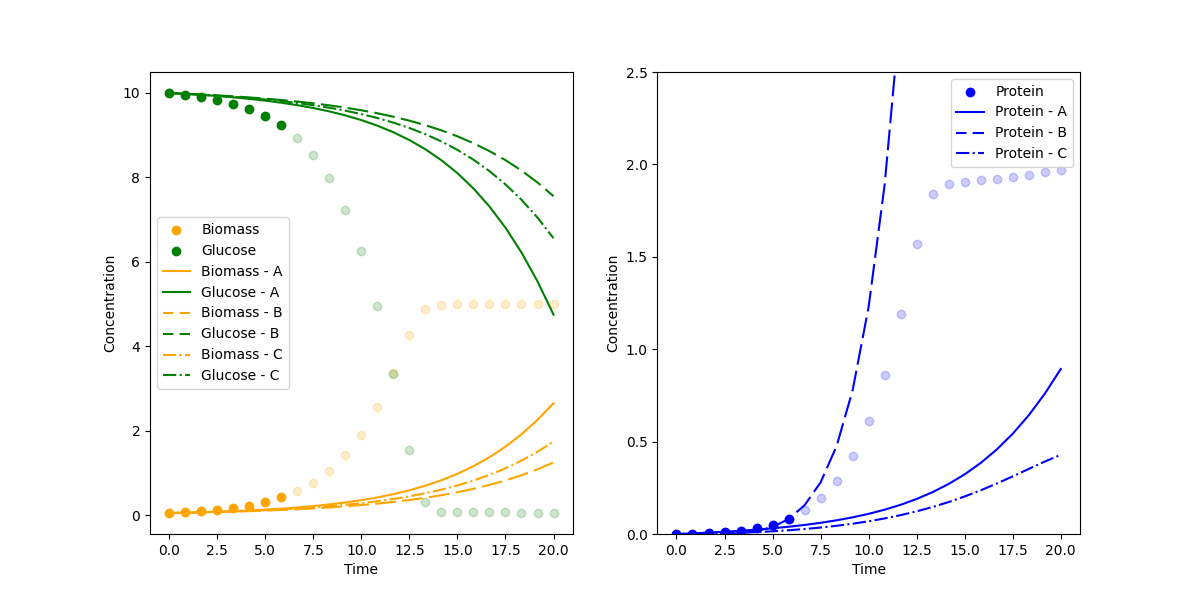 10
8
6
4
2
0
Concentration
Biomass
Glucose
Biomass - A
Glucose - A
Biomass - B
Glucose - B
Biomass - C
Glucose - C
0.0 2.5 5.0 7.5 10.0 12.5 15.0 17.5 20.0
Time
2.5
2.0
1.5
1.0
0.5
0.0
Concentration
Protein
Protein - A
Protein - B
Protein - C
0.0 2.5 5.0 7.5 10.0 12.5 15.0 17.5 20.0
Time